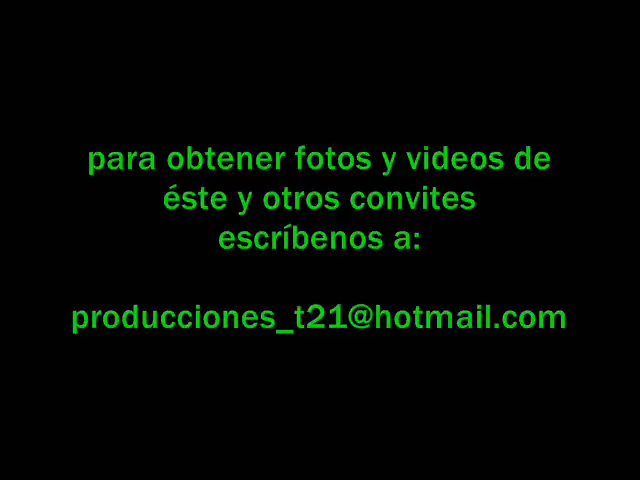 para obtener fotos y videos de
éste y otros convites
escríbenos a:
producciones_t21@hotmail.com